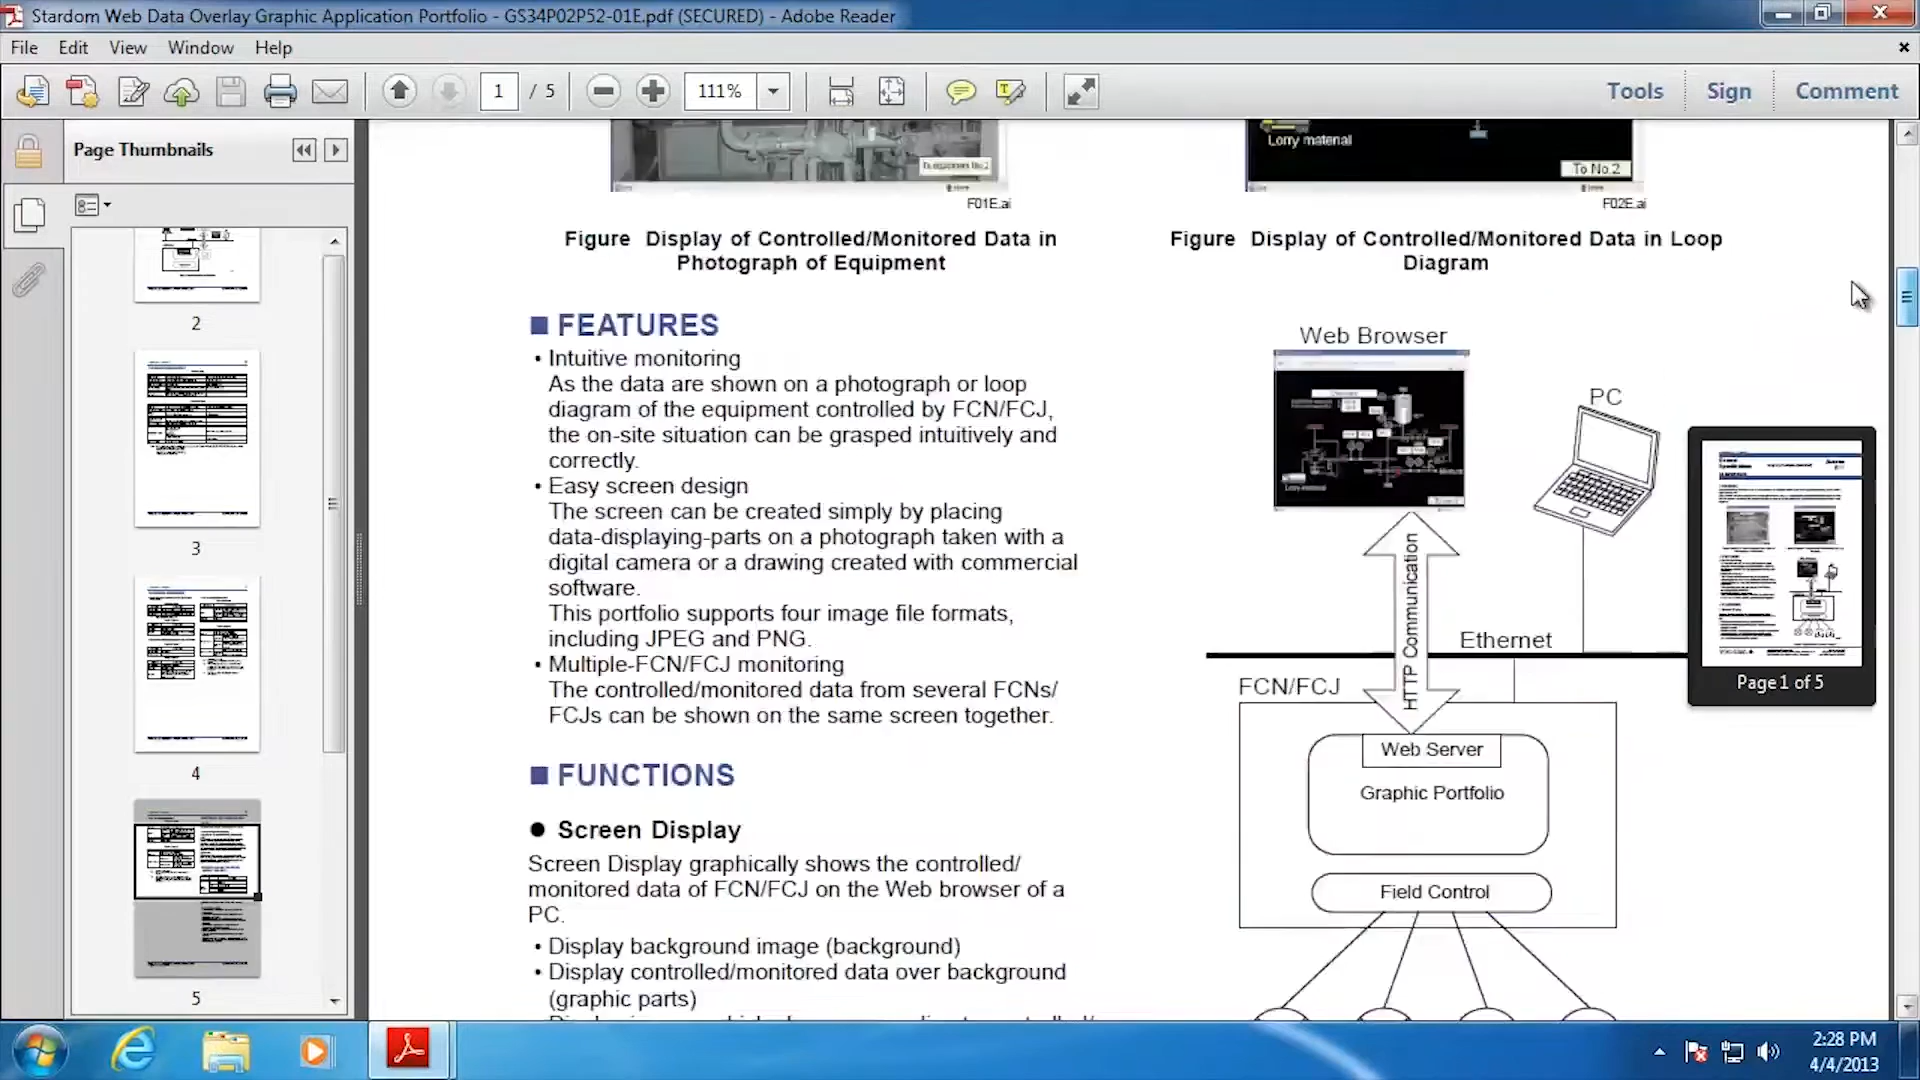 Stardom Web Data Overlay Graphic Application Portfolio - GS34P02P52-01E.pdf (SECURED) - Adobe Reader
File Edit View Window Help
1 / 5 111% Tools Sign Comment
Page Thumbnails
2
3
4
5
Lorry material
To No.2
F01E.ai
F02E.ai
Figure Display of Controlled/Monitored Data in
Photograph of Equipment
Figure Display of Controlled/Monitored Data in Loop
Diagram
FEATURES
• Intuitive monitoring
As the data are shown on a photograph or loop
diagram of the equipment controlled by FCN/FCJ,
the on-site situation can be grasped intuitively and
correctly.
• Easy screen design
The screen can be created simply by placing
data-displaying-parts on a photograph taken with a
digital camera or a drawing created with commercial
software.
This portfolio supports four image file formats,
including JPEG and PNG.
• Multiple-FCN/FCJ monitoring
The controlled/monitored data from several FCNs/
FCJs can be shown on the same screen together.
FUNCTIONS
● Screen Display
Screen Display graphically shows the controlled/
monitored data of FCN/FCJ on the Web browser of a
PC.
• Display background image (background)
• Display controlled/monitored data over background
(graphic parts)
Web Browser
PC
HTTP Communication
Ethernet
FCN/FCJ
Web Server
Graphic Portfolio
Field Control
Page 1 of 5
2:28 PM
4/4/2013